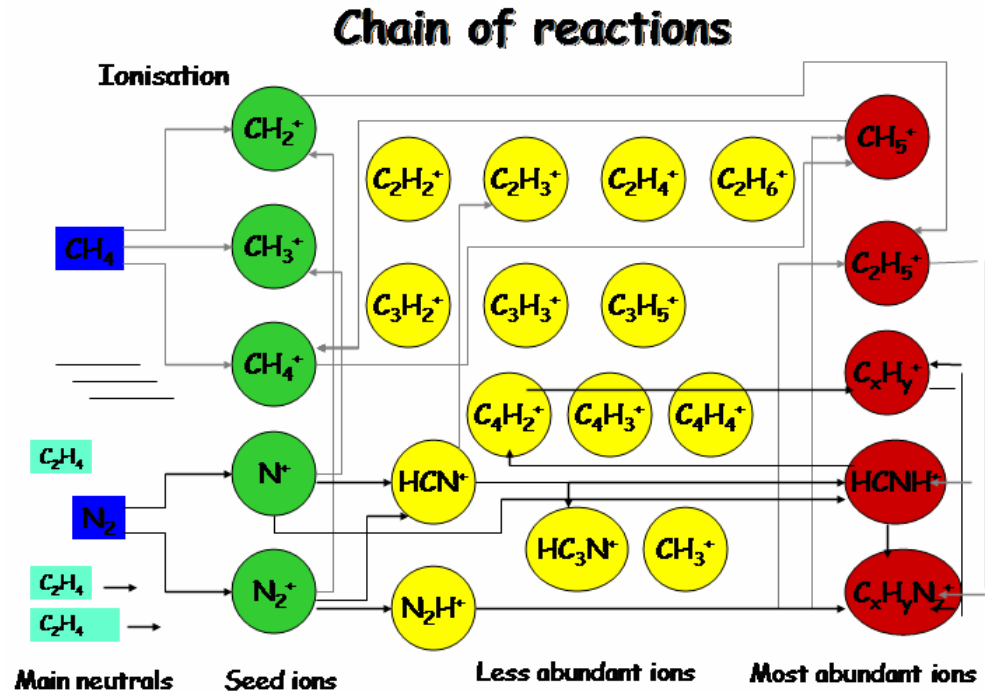 Chain of reactions
Ionisation
CH₂⁺
CH₅⁺
C₂H₂⁺ C₂H₃⁺ C₂H₄⁺ C₂H₆⁺
CH₄
CH₃⁺
C₂H₅⁺
C₃H₂⁺ C₃H₃⁺ C₃H₅⁺
CH₄⁺
CₓHᵧ⁺
C₄H₂⁺ C₄H₃⁺ C₄H₄⁺
C₂H₄
N⁺
HCN⁺
HCNH⁺
N₂
HC₃N⁺ CH₃⁺
C₂H₄
N₂⁺
N₂H⁺
C₂H₄
Main neutrals Seed ions Less abundant ions Most abundant ions